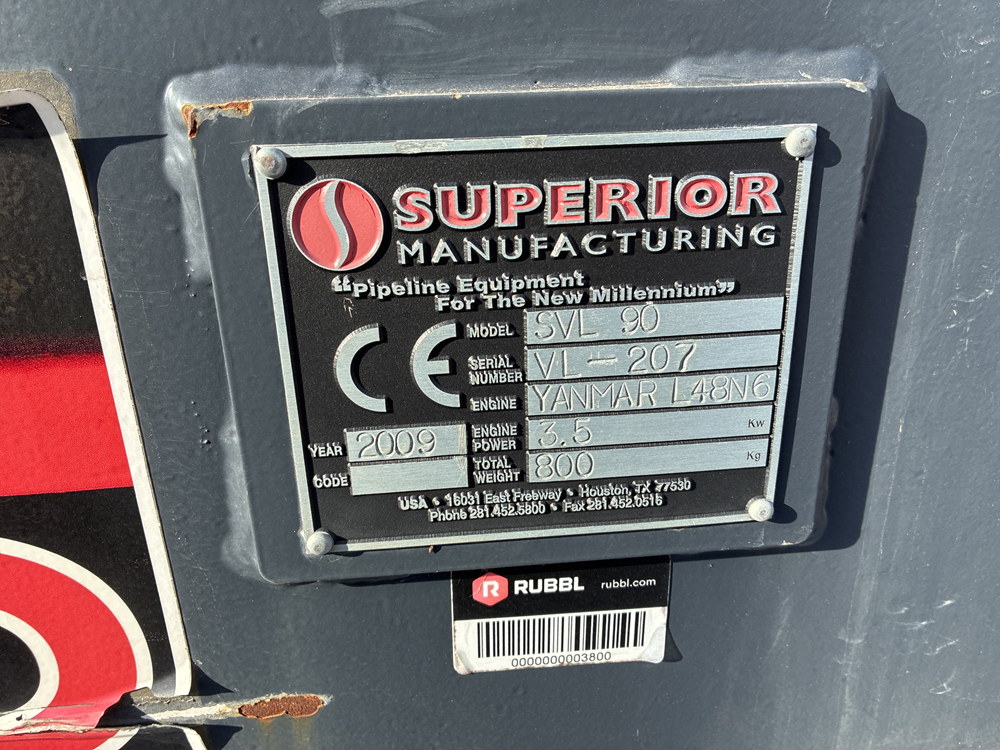 SUPERIOR
MANUFACTURING
“Pipeline Equipment
For The New Millennium”
CE
MODEL SVL 90
SERIAL NUMBER VL-207
ENGINE YANMAR L48N6
YEAR 2009
ENGINE POWER 3.5 Kw
CODE
TOTAL WEIGHT 800 Kg
USA • 16031 East Freeway • Houston, TX 77530
Phone 281.452.5800 • Fax 281.452.0516
R RUBBL rubbl.com
0000000003800